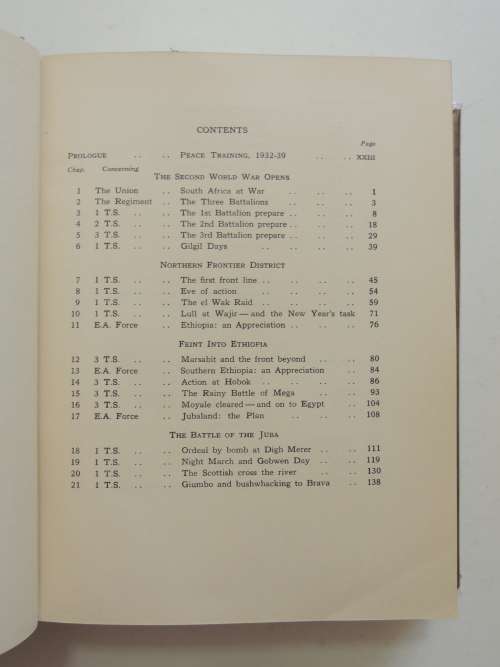 CONTENTS
Page
PROLOGUE .. .. PEACE TRAINING, 1932-39 .. .. XXIII
Chap. Concerning
THE SECOND WORLD WAR OPENS
1 The Union .. South Africa at War .. .. .. 1
2 The Regiment .. The Three Battalions .. .. .. 3
3 1 T.S. .. .. .. The 1st Battalion prepare .. .. .. 8
4 2 T.S. .. .. .. The 2nd Battalion prepare .. .. .. 18
5 3 T.S. .. .. .. The 3rd Battalion prepare .. .. .. 29
6 1 T.S. .. .. .. Gilgil Days .. .. .. .. 39
NORTHERN FRONTIER DISTRICT
7 1 T.S. .. .. .. The first front line .. .. .. .. 45
8 1 T.S. .. .. .. Eve of action .. .. .. .. 54
9 1 T.S. .. .. .. The el Wak Raid .. .. .. .. 59
10 1 T.S. .. .. .. Lull at Wajir — and the New Year's task 71
11 E.A. Force .. Ethiopia: an Appreciation .. .. .. 76
FEINT INTO ETHIOPIA
12 3 T.S. .. .. .. Marsabit and the front beyond .. .. 80
13 E.A. Force .. Southern Ethiopia: an Appreciation .. 84
14 3 T.S. .. .. .. Action at Hobok .. .. .. .. 86
15 3 T.S. .. .. .. The Rainy Battle of Mega .. .. 93
16 3 T.S. .. .. .. Moyale cleared — and on to Egypt .. 104
17 E.A. Force .. Jubaland: the Plan .. .. .. 108
THE BATTLE OF THE JUBA
18 1 T.S. .. .. .. Ordeal by bomb at Digh Merer .. .. 111
19 1 T.S. .. .. .. Night March and Gobwen Day .. .. 119
20 1 T.S. .. .. .. The Scottish cross the river .. .. 130
21 1 T.S. .. .. .. Giumbo and bushwhacking to Brava .. 138